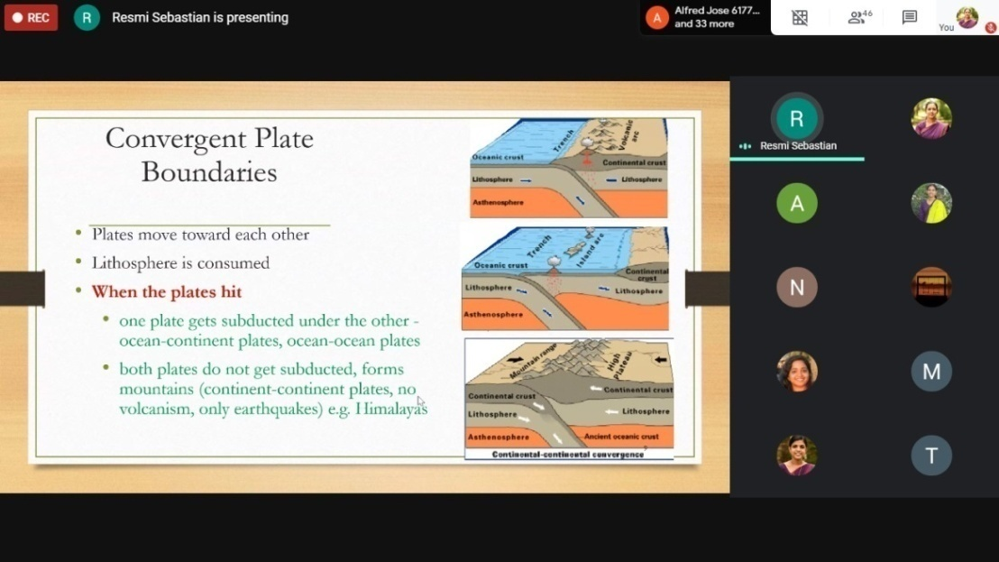 REC
R
Resmi Sebastian is presenting
A
Alfred Jose 6177...
and 33 more
46
You
Convergent Plate
Boundaries
• Plates move toward each other
• Lithosphere is consumed
• When the plates hit
• one plate gets subducted under the other -
ocean-continent plates, ocean-ocean plates
• both plates do not get subducted, forms
mountains (continent-continent plates, no
volcanism, only earthquakes) e.g. Himalayas
Trench
Volcanic
arc
Oceanic crust
Continental crust
Lithosphere
Lithosphere
Asthenosphere
Trench
Island arc
Oceanic crust
Continental
crust
Lithosphere
Lithosphere
Asthenosphere
Mountain range
High
Plateau
Continental crust
Continental crust
Lithosphere
Lithosphere
Asthenosphere
Ancient oceanic crust
Continental-continental convergence
R
Resmi Sebastian
A
N
M
T